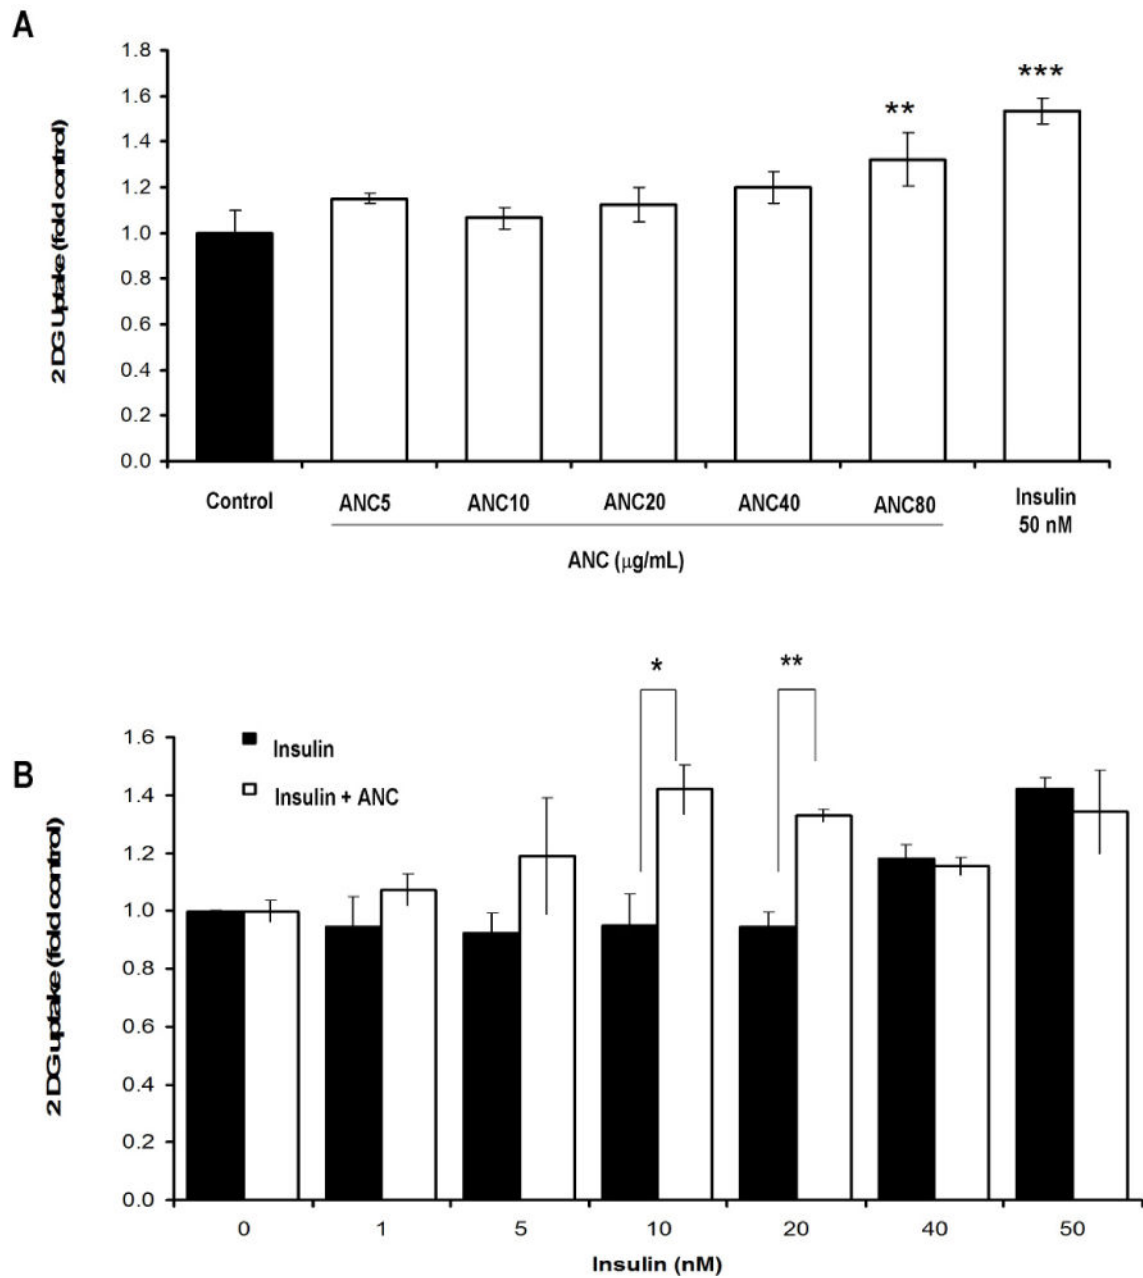 A
1.8
1.6
1.4
1.2
1.0
0.8
0.6
0.4
0.2
0.0
2 DG Uptake (fold control)
**
***
Control
ANC5
ANC10
ANC20
ANC40
ANC80
Insulin
50 nM
ANC (μg/mL)
B
1.6
1.4
1.2
1.0
0.8
0.6
0.4
0.2
0.0
2 DG uptake (fold control)
Insulin
Insulin + ANC
*
**
0 1 5 10 20 40 50
Insulin (nM)